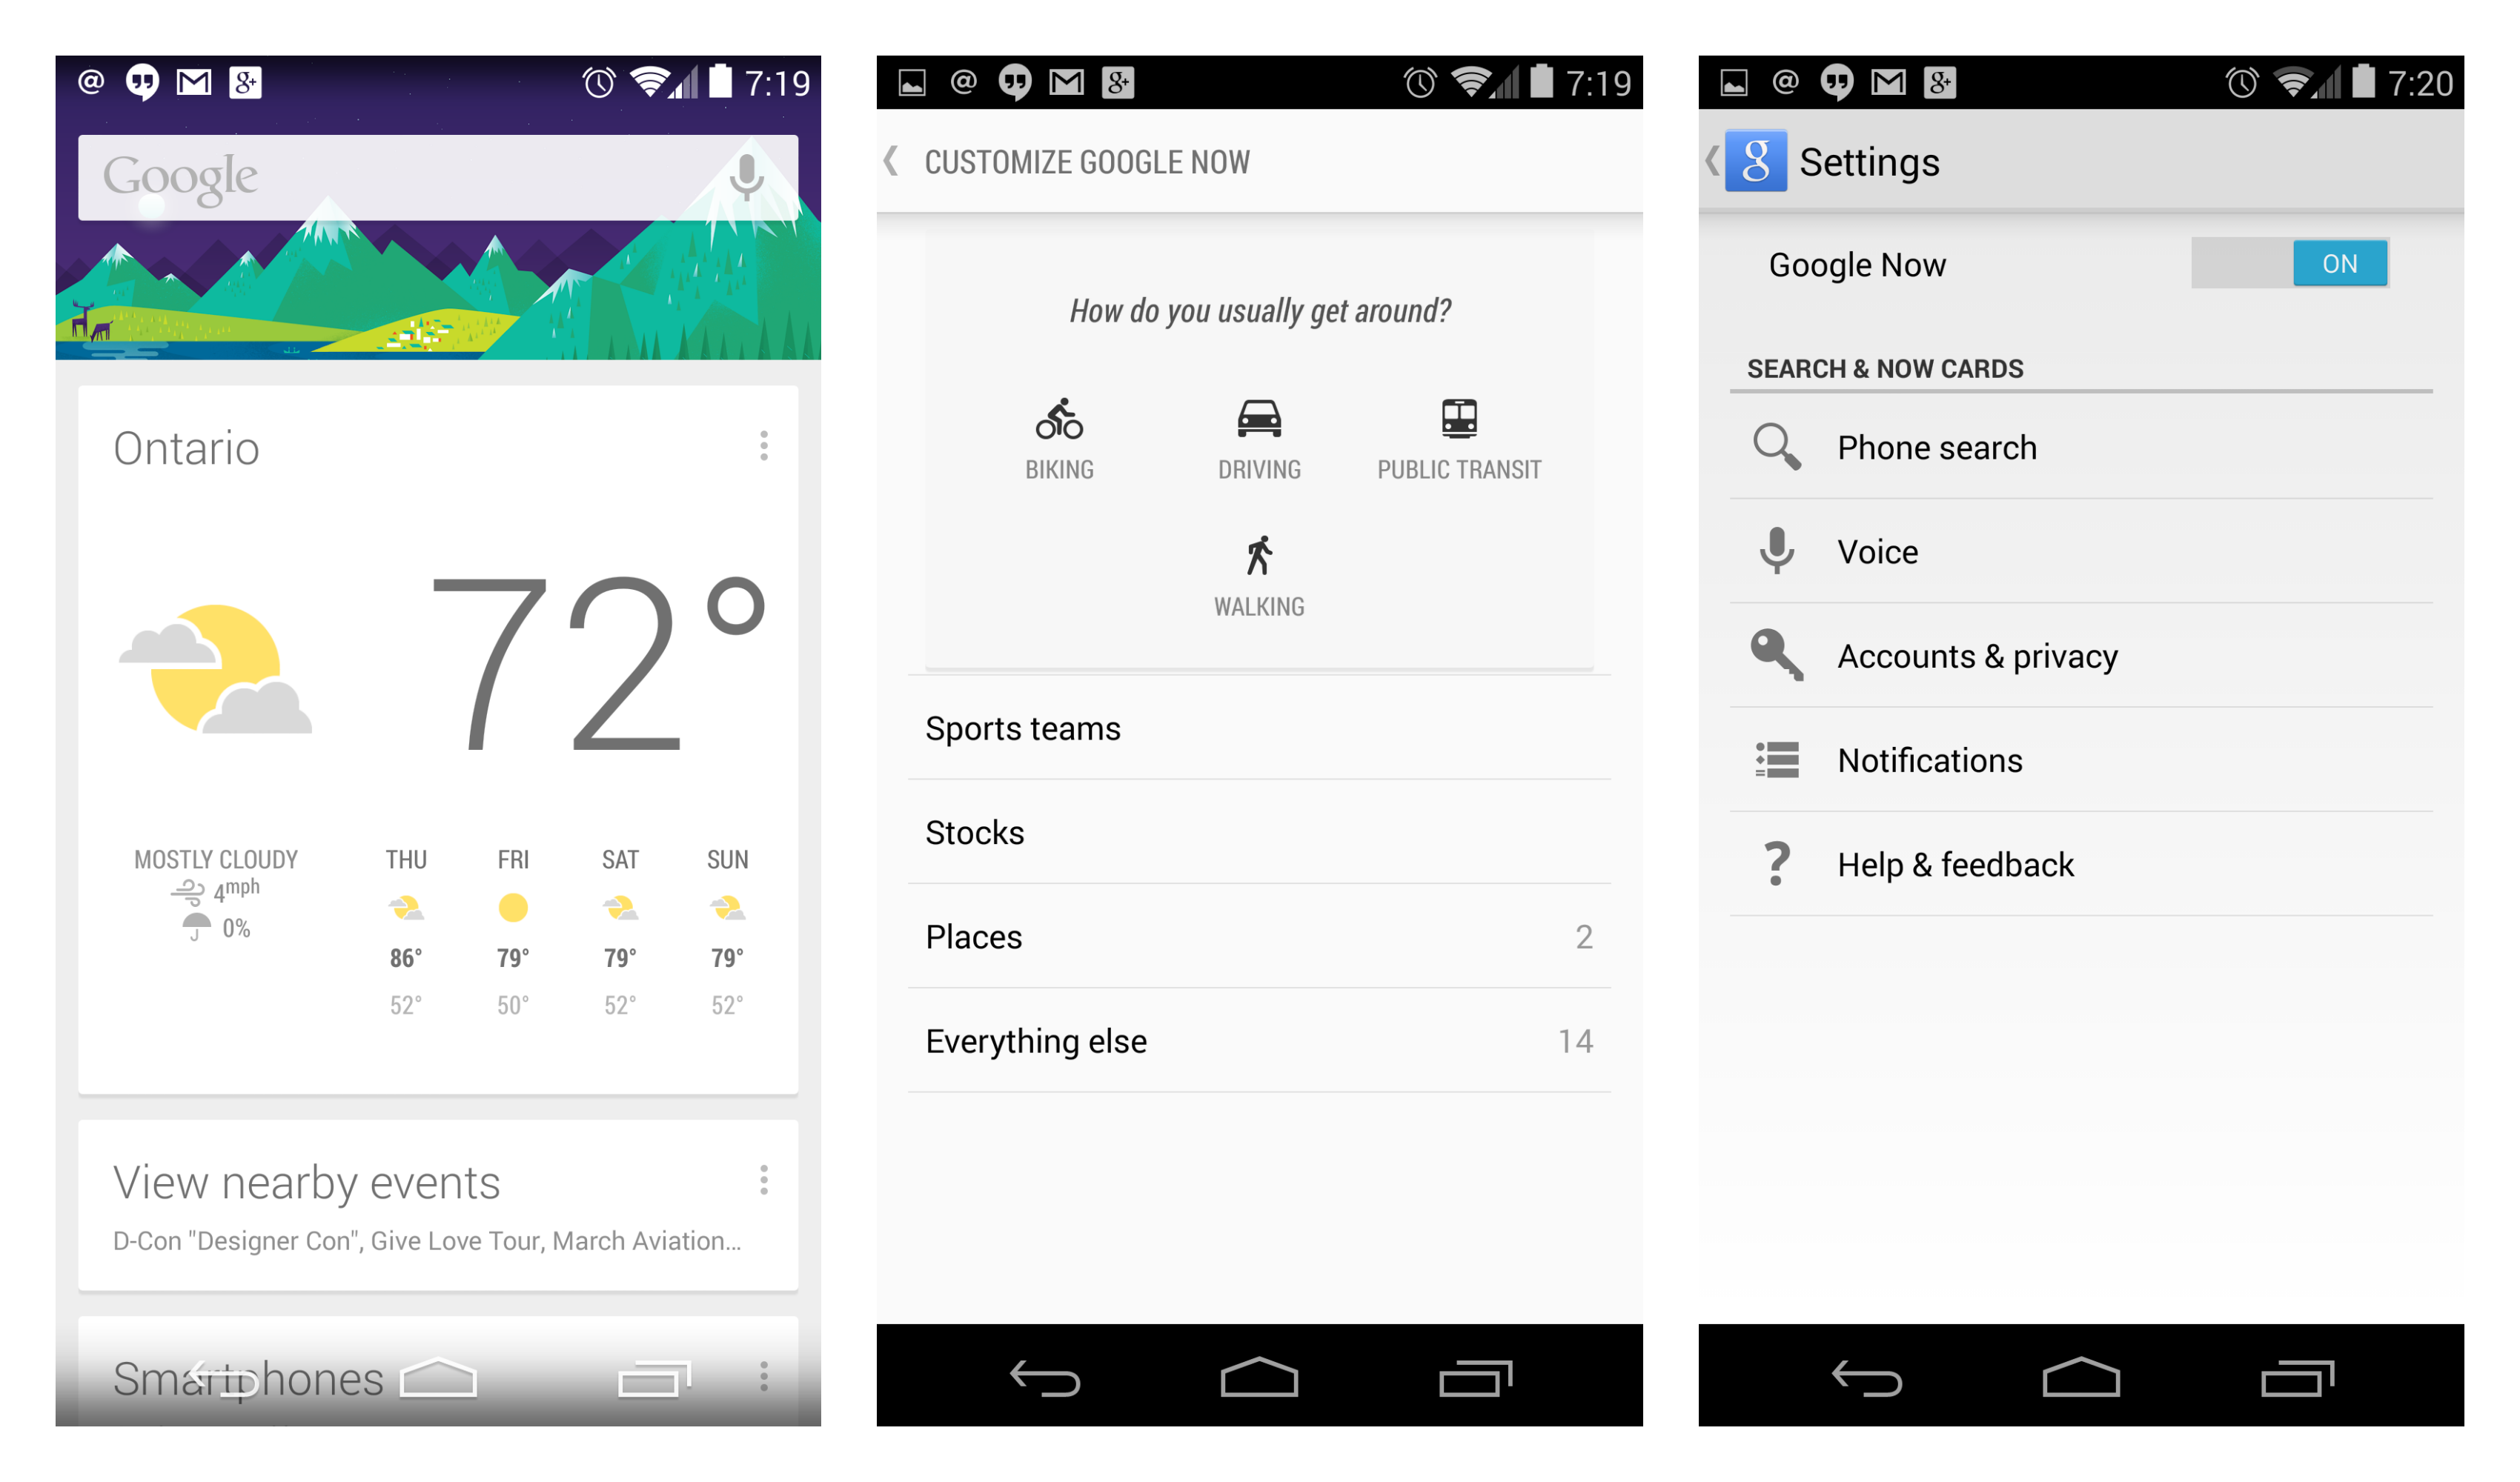 @ 8+ 7:19
Google
Ontario
72°
MOSTLY CLOUDY THU FRI SAT SUN
4mph
0%
86° 79° 79° 79°
52° 50° 52° 52°
View nearby events
D-Con "Designer Con", Give Love Tour, March Aviation...
Smartphones
@ 8+ 7:19
CUSTOMIZE GOOGLE NOW
How do you usually get around?
BIKING DRIVING PUBLIC TRANSIT
WALKING
Sports teams
Stocks
Places 2
Everything else 14
@ 8+ 7:20
g Settings
Google Now ON
SEARCH & NOW CARDS
Phone search
Voice
Accounts & privacy
Notifications
? Help & feedback